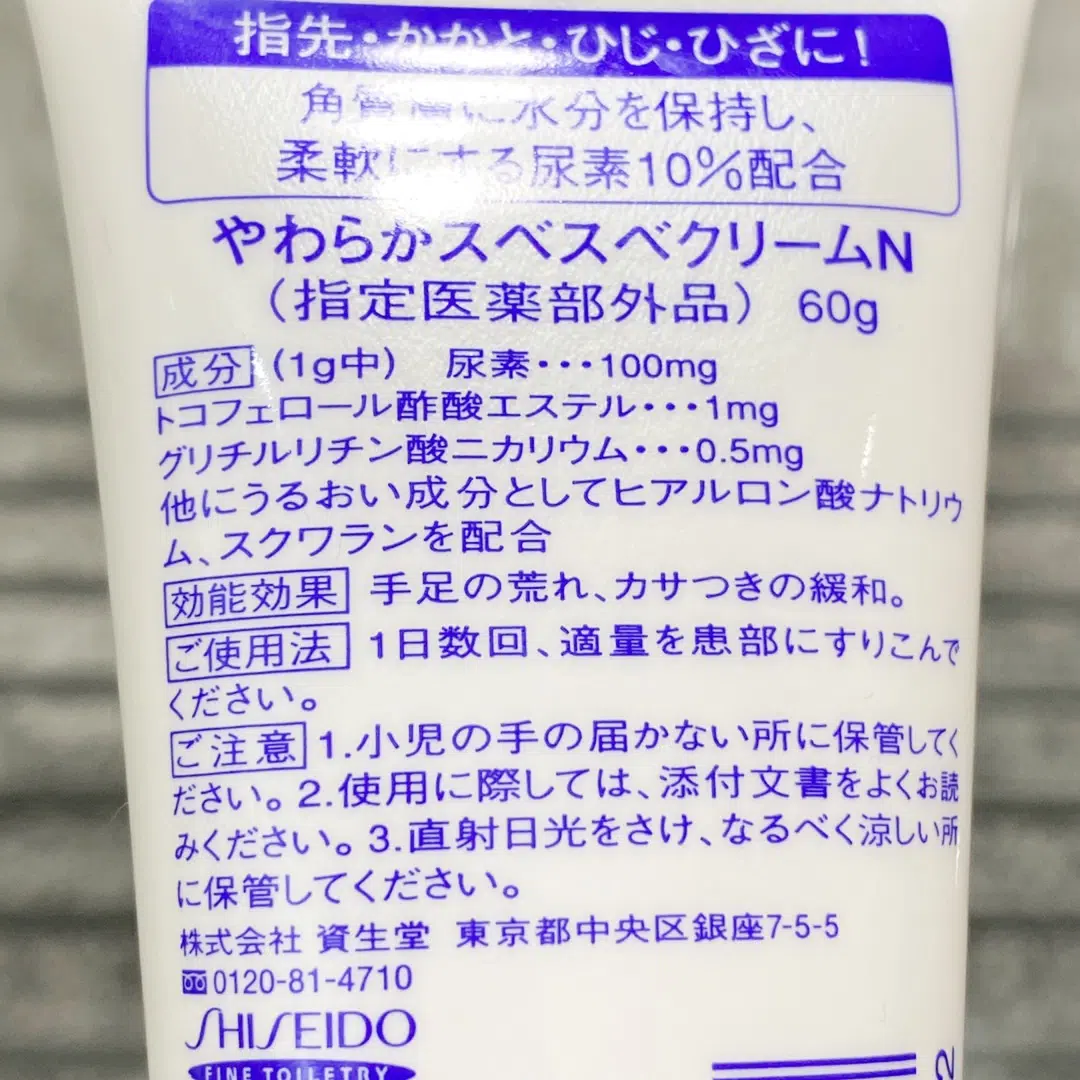 指先・かかと・ひじ・ひざに!
角質層に水分を保持し、
柔軟にする尿素10%配合
やわらかスベスベクリームN
(指定医薬部外品) 60g
成分 (1g中) 尿素・・・100mg
トコフェロール酢酸エステル・・・1mg
グリチルリチン酸ニカリウム・・・0.5mg
他にうるおい成分としてヒアルロン酸ナトリウ
ム、スクワランを配合
効能効果 手足の荒れ、カサつきの緩和。
ご使用法 1日数回、適量を患部にすりこんで
ください。
ご注意 1.小児の手の届かない所に保管してく
ださい。2.使用に際しては、添付文書をよくお読
みください。3.直射日光をさけ、なるべく涼しい所
に保管してください。
株式会社 資生堂 東京都中央区銀座7-5-5
0120-81-4710
SHISEIDO
FINE TOILETRY
2